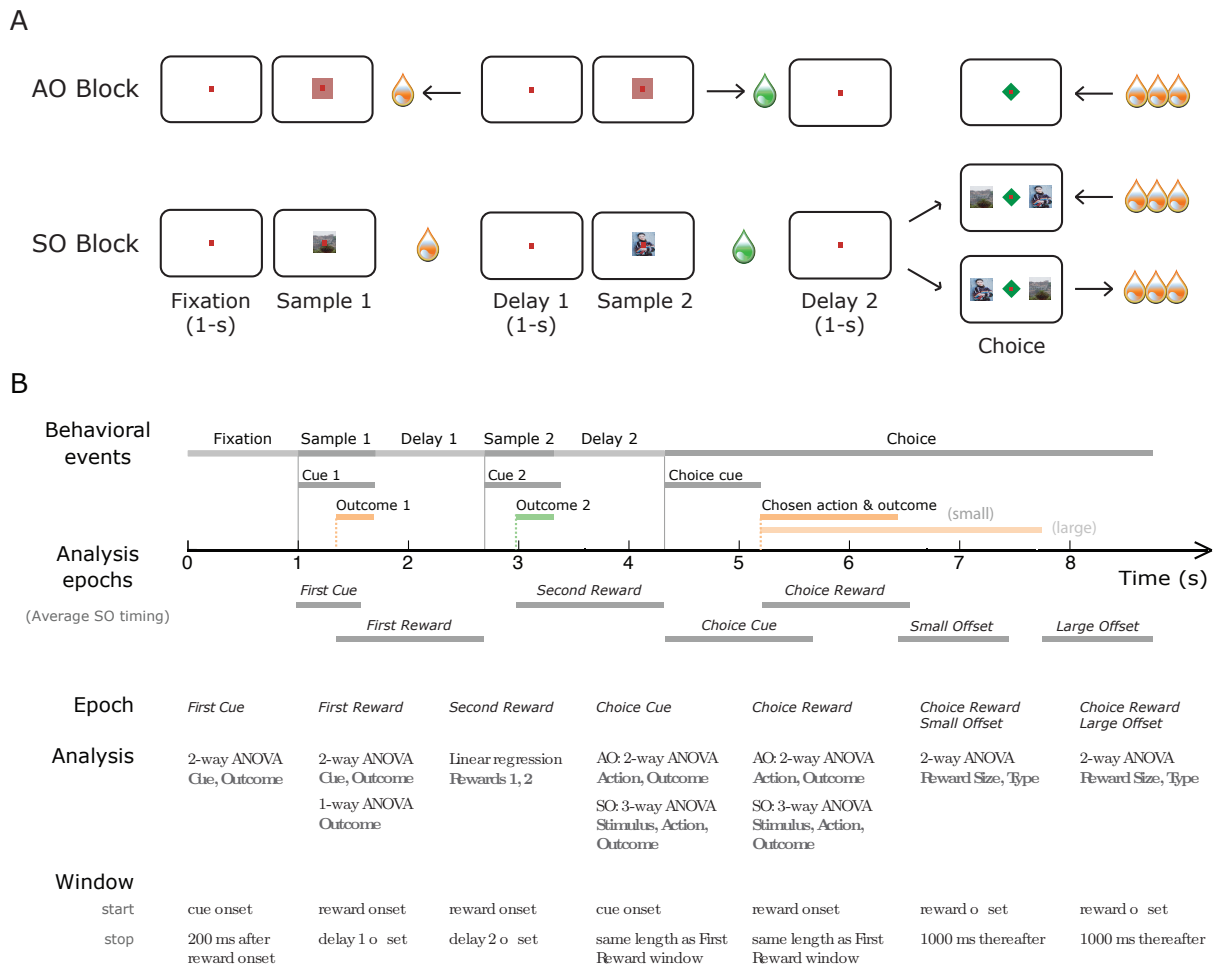 A
AO Block
SO Block
Fixation
(1-s)
Sample 1
Delay 1
(1-s)
Sample 2
Delay 2
(1-s)
Choice
B
Behavioral
events
Fixation
Sample 1
Delay 1
Sample 2
Delay 2
Choice
Cue 1
Cue 2
Choice cue
Outcome 1
Outcome 2
Chosen action & outcome
(small)
(large)
Analysis
epochs
(Average SO timing)
0 1 2 3 4 5 6 7 8
Time (s)
First Cue
Second Reward
Choice Reward
First Reward
Choice Cue
Small Offset
Large Offset
Epoch
First Cue
First Reward
Second Reward
Choice Cue
Choice Reward
Choice Reward
Small Offset
Choice Reward
Large Offset
Analysis
2-way ANOVA
Cue, Outcome
2-way ANOVA
Cue, Outcome
1-way ANOVA
Outcome
Linear regression
Rewards 1, 2
AO: 2-way ANOVA
Action, Outcome
SO: 3-way ANOVA
Stimulus, Action,
Outcome
AO: 2-way ANOVA
Action, Outcome
SO: 3-way ANOVA
Stimulus, Action,
Outcome
2-way ANOVA
Reward Size, Type
2-way ANOVA
Reward Size, Type
Window
start
cue onset
reward onset
reward onset
cue onset
reward onset
reward o set
reward o set
stop
200 ms after
reward onset
delay 1 o set
delay 2 o set
same length as First
Reward window
same length as First
Reward window
1000 ms thereafter
1000 ms thereafter